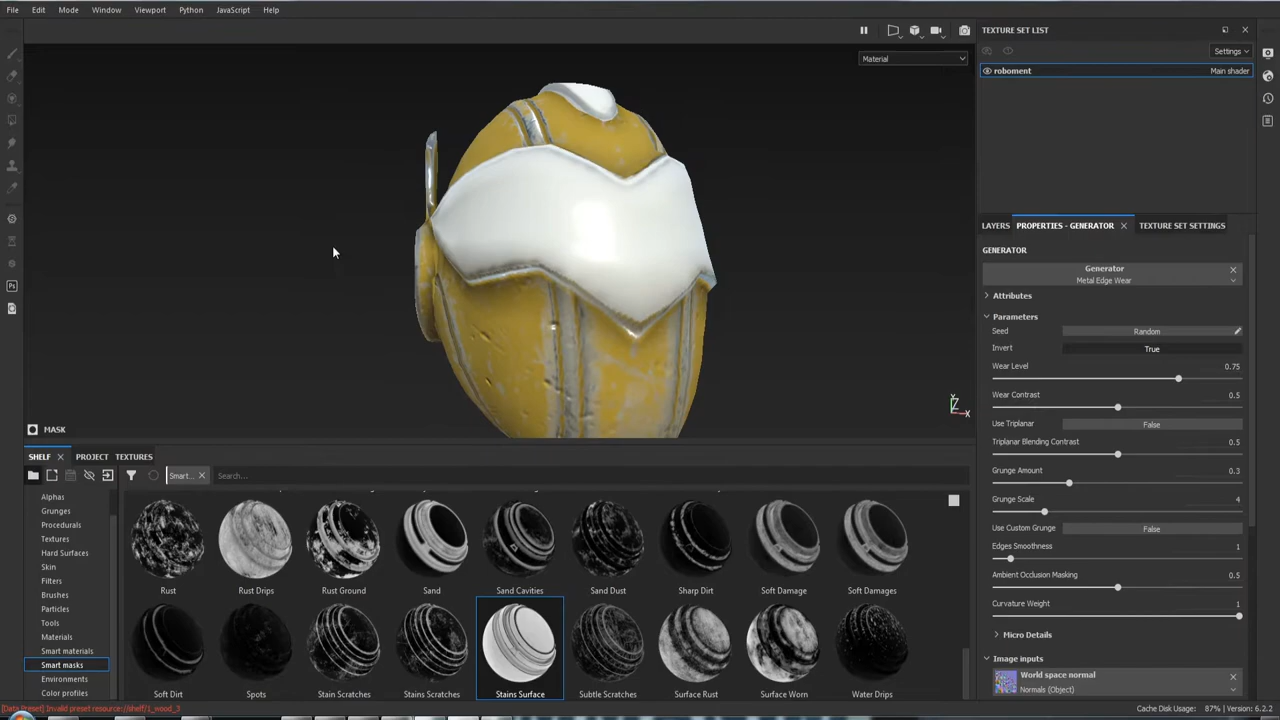 File Edit Mode Window Viewport Python JavaScript Help
Material
MASK
TEXTURE SET LIST
Settings
roboment Main shader
LAYERS PROPERTIES - GENERATOR TEXTURE SET SETTINGS
GENERATOR
Generator
Metal Edge Wear
Attributes
Parameters
Seed Random
Invert True
Wear Level 0.75
Wear Contrast 0.5
Use Triplanar False
Triplanar Blending Contrast 0.5
Grunge Amount 0.3
Grunge Scale 4
Use Custom Grunge False
Edges Smoothness 1
Ambient Occlusion Masking 0.5
Curvature Weight 1
Micro Details
Image inputs
World space normal
Normals (Object)
SHELF PROJECT TEXTURES
Smart... Search...
Alphas
Grunges
Procedurals
Textures
Hard Surfaces
Skin
Filters
Brushes
Particles
Tools
Materials
Smart materials
Smart masks
Environments
Color profiles
Rust Rust Drips Rust Ground Sand Sand Cavities Sand Dust Sharp Dirt Soft Damage Soft Damages
Soft Dirt Spots Stain Scratches Stains Scratches Stains Surface Subtle Scratches Surface Rust Surface Worn Water Drips
[Data Preset] Invalid preset resource://shelf/1_wood_3
Cache Disk Usage: 87% | Version: 6.2.2